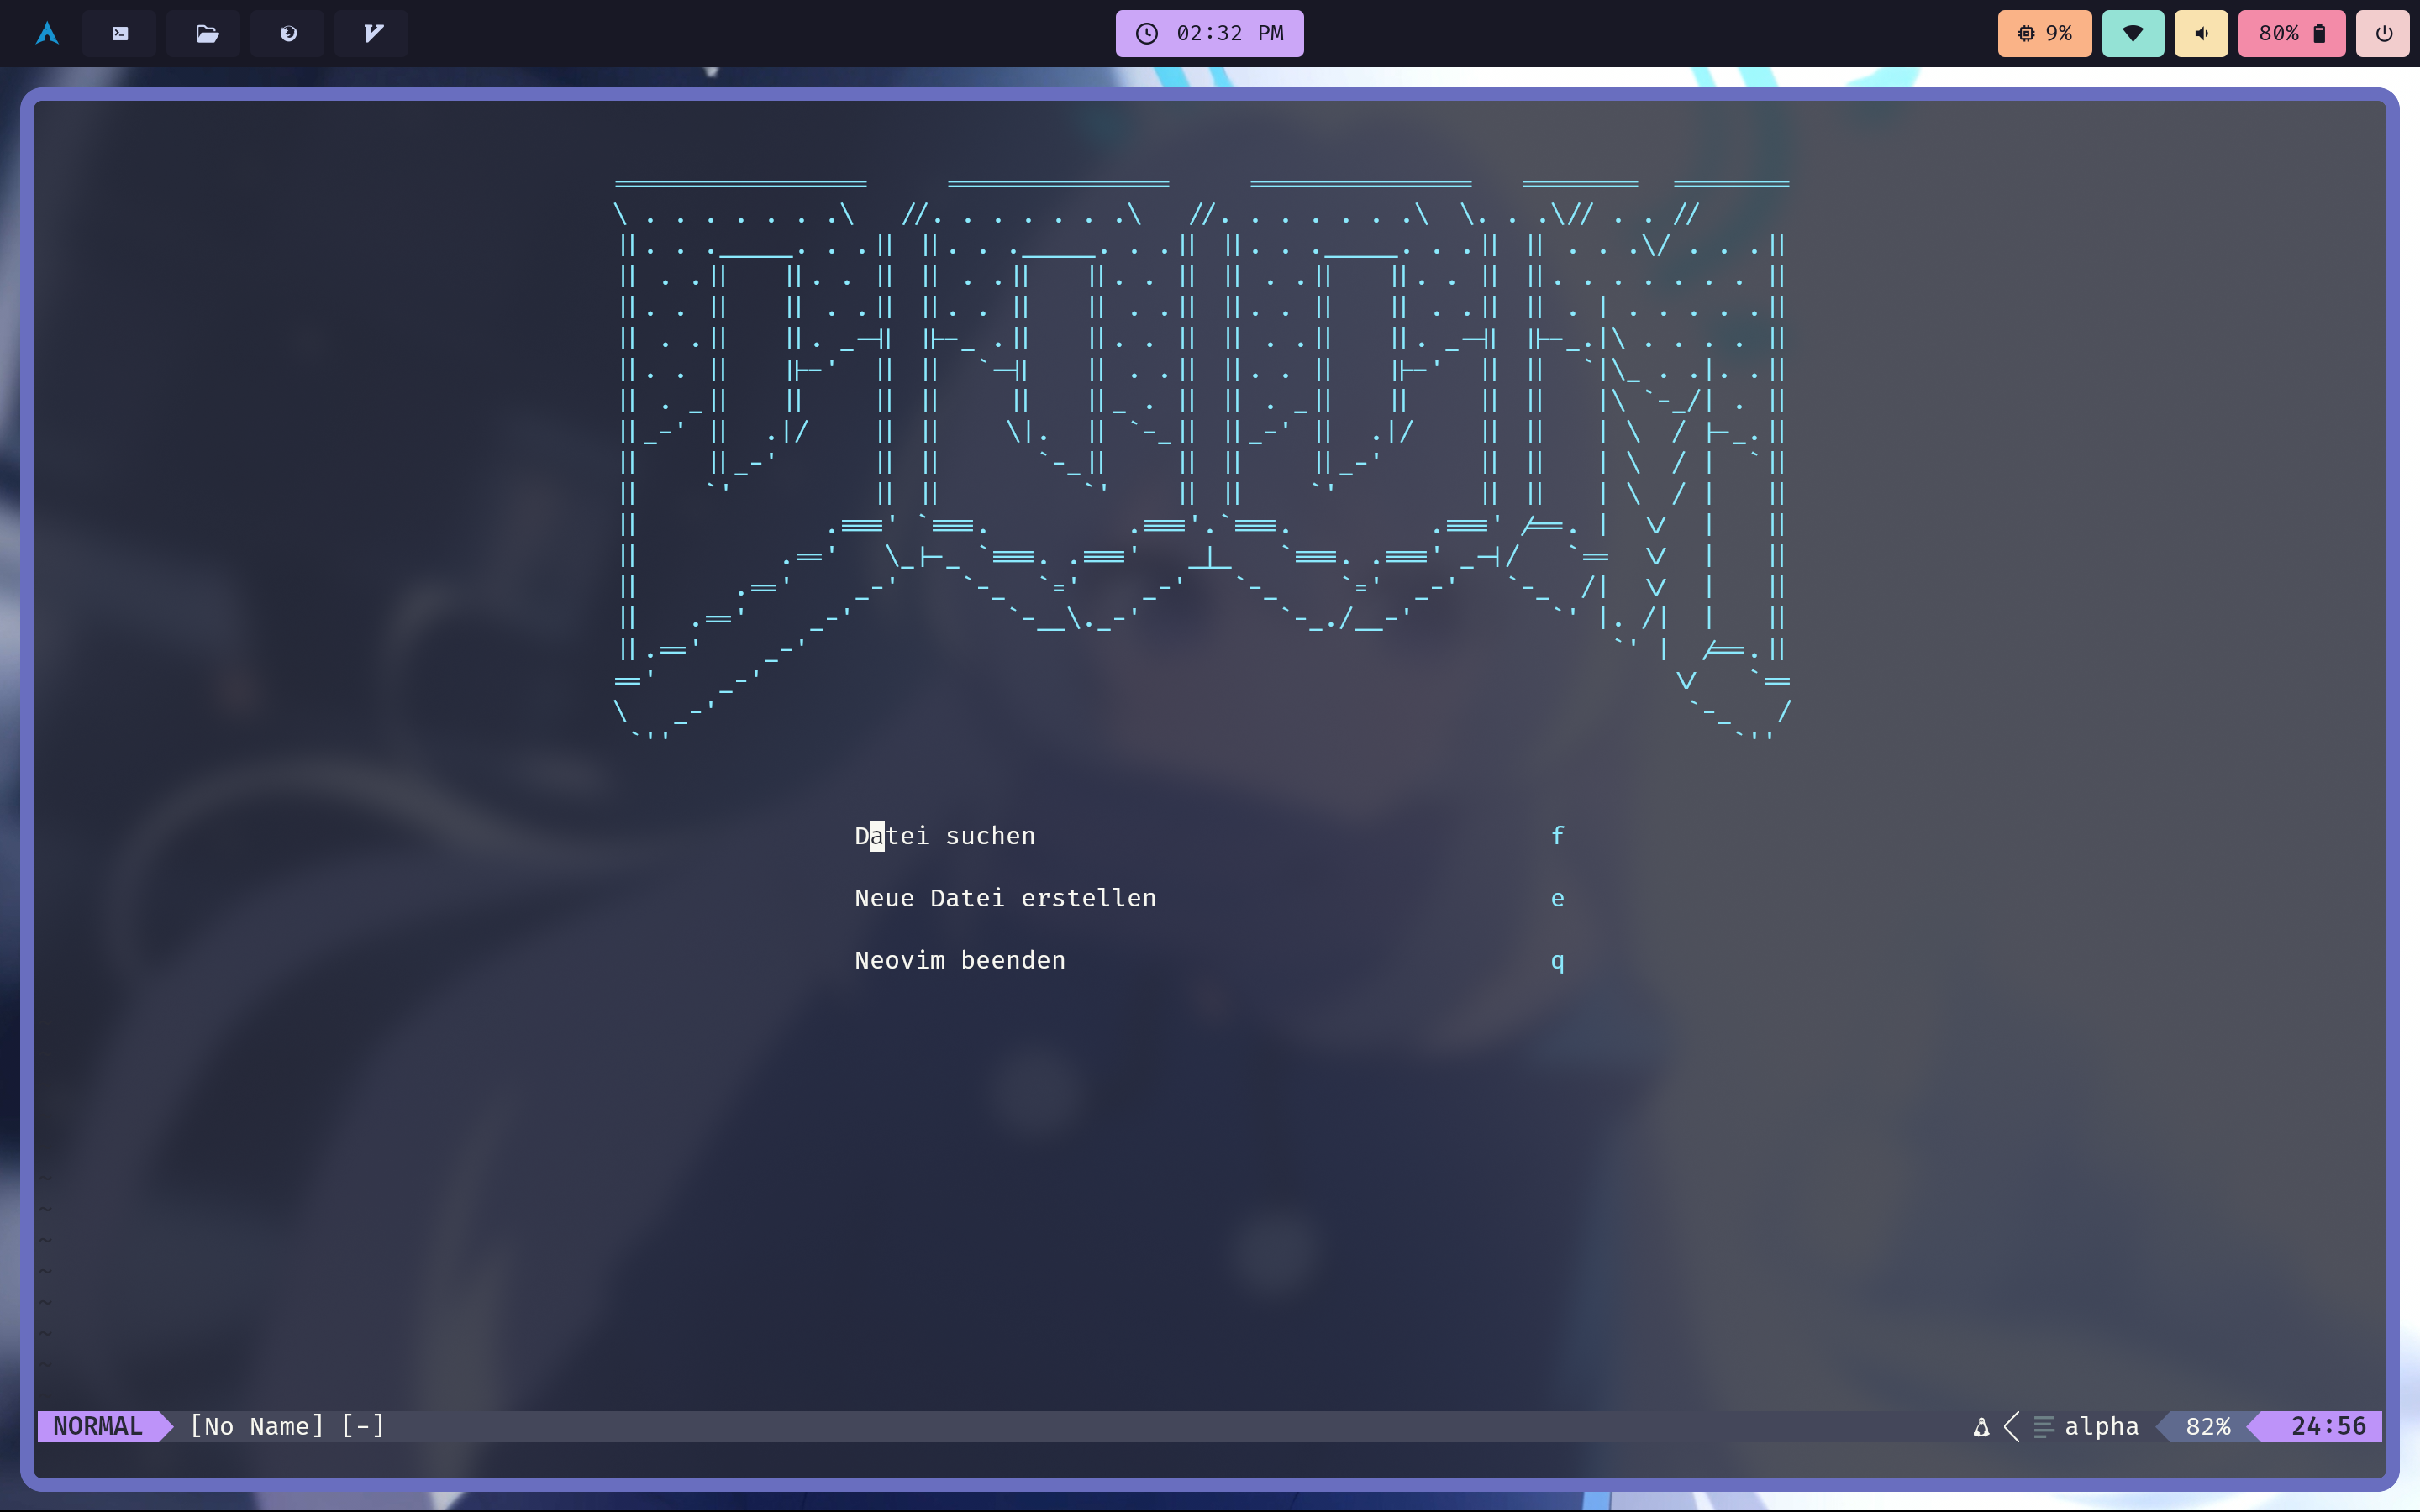 02:32 PM
9%
80%
Datei suchen f
Neue Datei erstellen e
Neovim beenden q
~
~
~
~
~
~
~
NORMAL [No Name] [-] alpha 82% 24:56